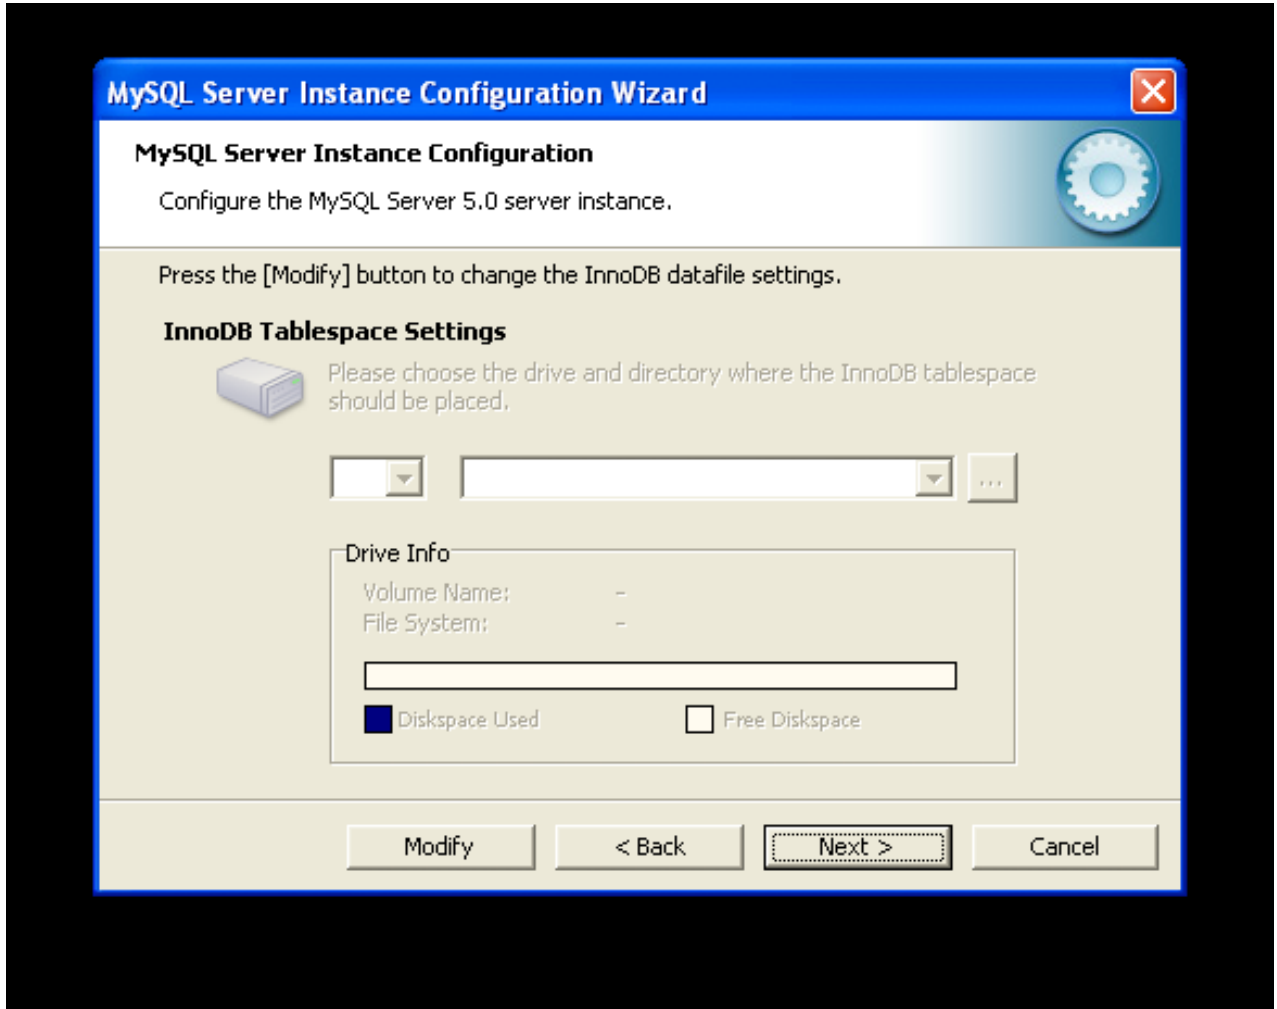 MySQL Server Instance Configuration Wizard
MySQL Server Instance Configuration
Configure the MySQL Server 5.0 server instance.
Press the [Modify] button to change the InnoDB datafile settings.
InnoDB Tablespace Settings
Please choose the drive and directory where the InnoDB tablespace
should be placed.
...
Drive Info
Volume Name: -
File System: -
Diskspace Used Free Diskspace
Modify < Back Next > Cancel